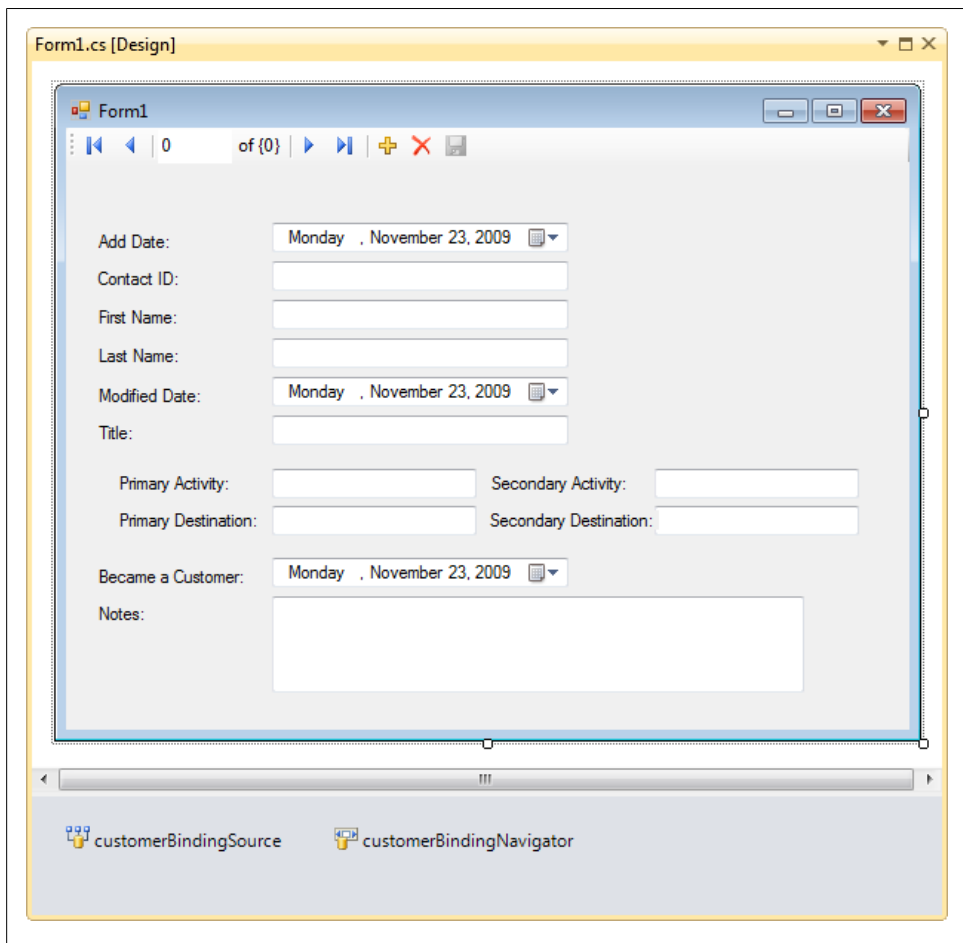 Form1.cs [Design]
Form1
0 of {0}
Add Date: Monday , November 23, 2009
Contact ID:
First Name:
Last Name:
Modified Date: Monday , November 23, 2009
Title:
Primary Activity: Secondary Activity:
Primary Destination: Secondary Destination:
Became a Customer: Monday , November 23, 2009
Notes:
customerBindingSource customerBindingNavigator